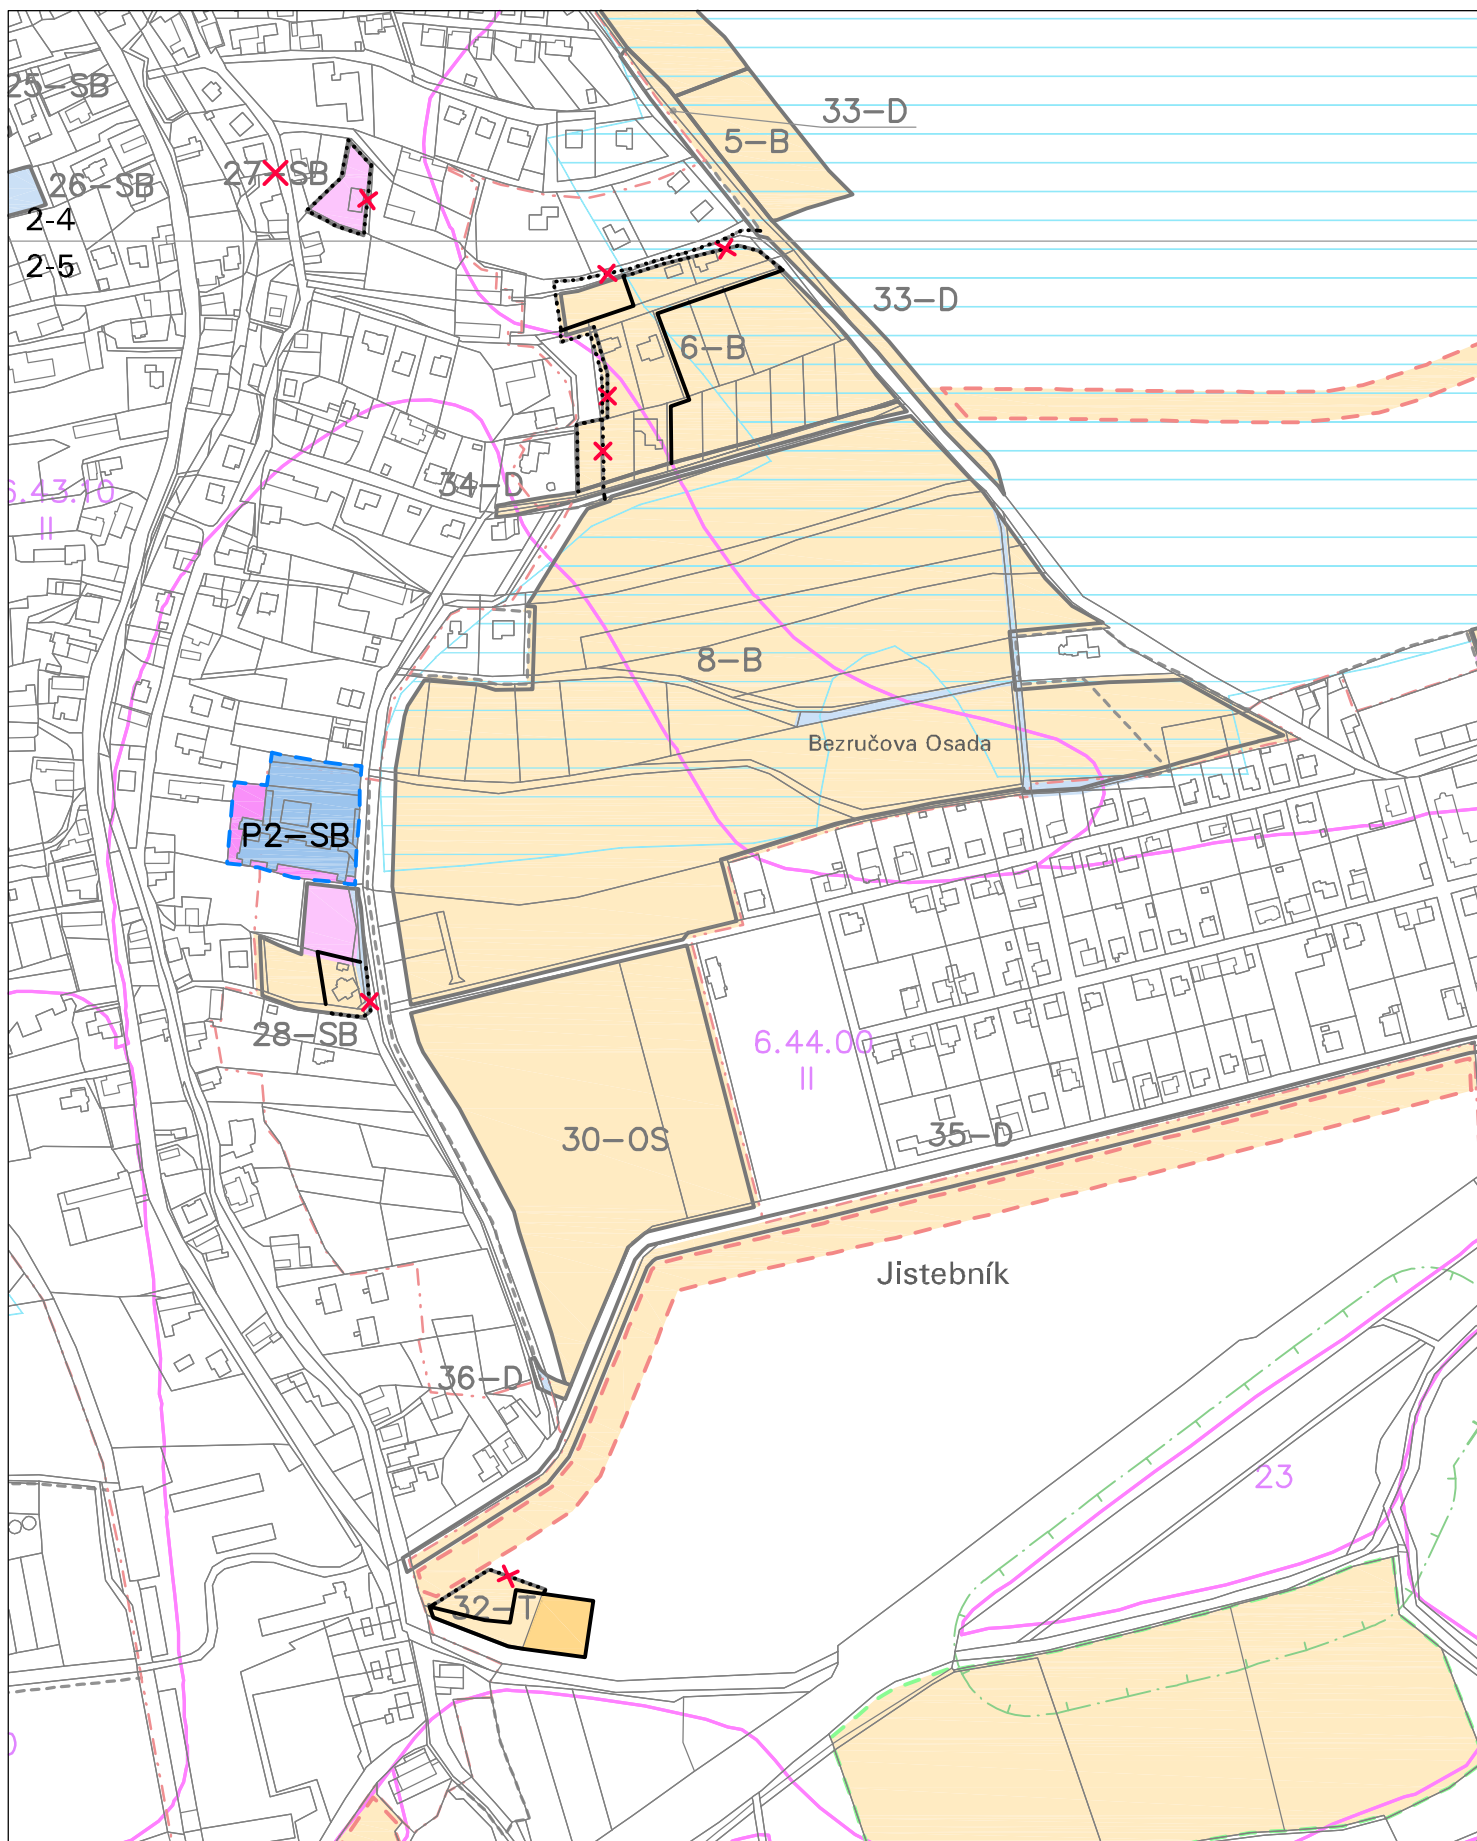 25-SB
33-D
5-B
27-SB
26-SB
2-4
2-5
33-D
6-B
34-D
6.43.10
II
8-B
Bezručova Osada
P2-SB
28-SB
6.44.00
II
30-OS
35-D
Jistebník
36-D
23
32-T